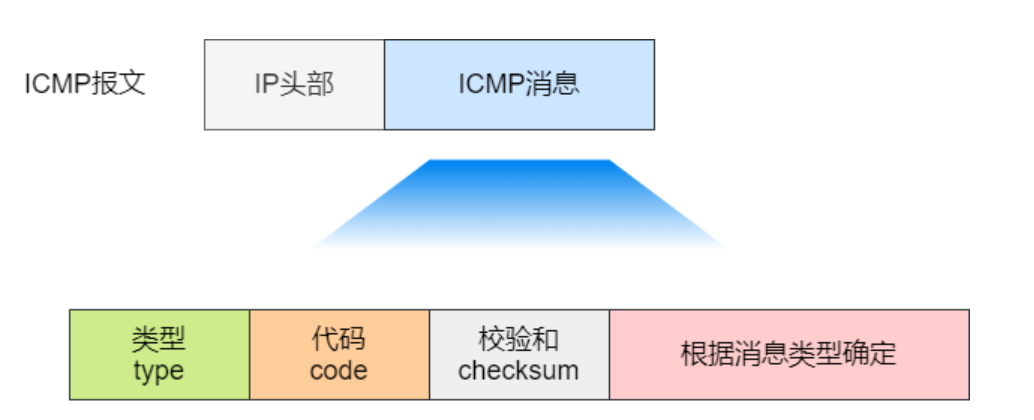 ICMP报文
IP头部
ICMP消息
类型
type
代码
code
校验和
checksum
根据消息类型确定